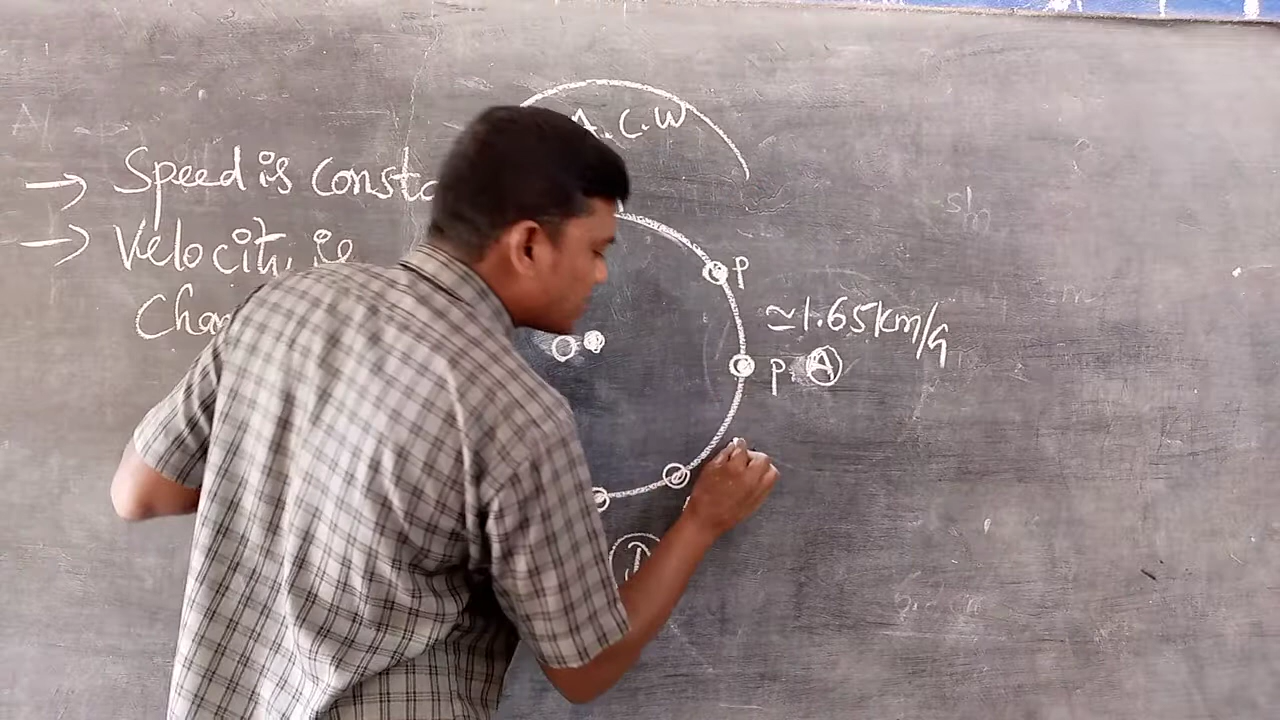 A.C.W
→ Speed is consta
→ Velocity is
Chan
P
≃1.65km/h
O
P A